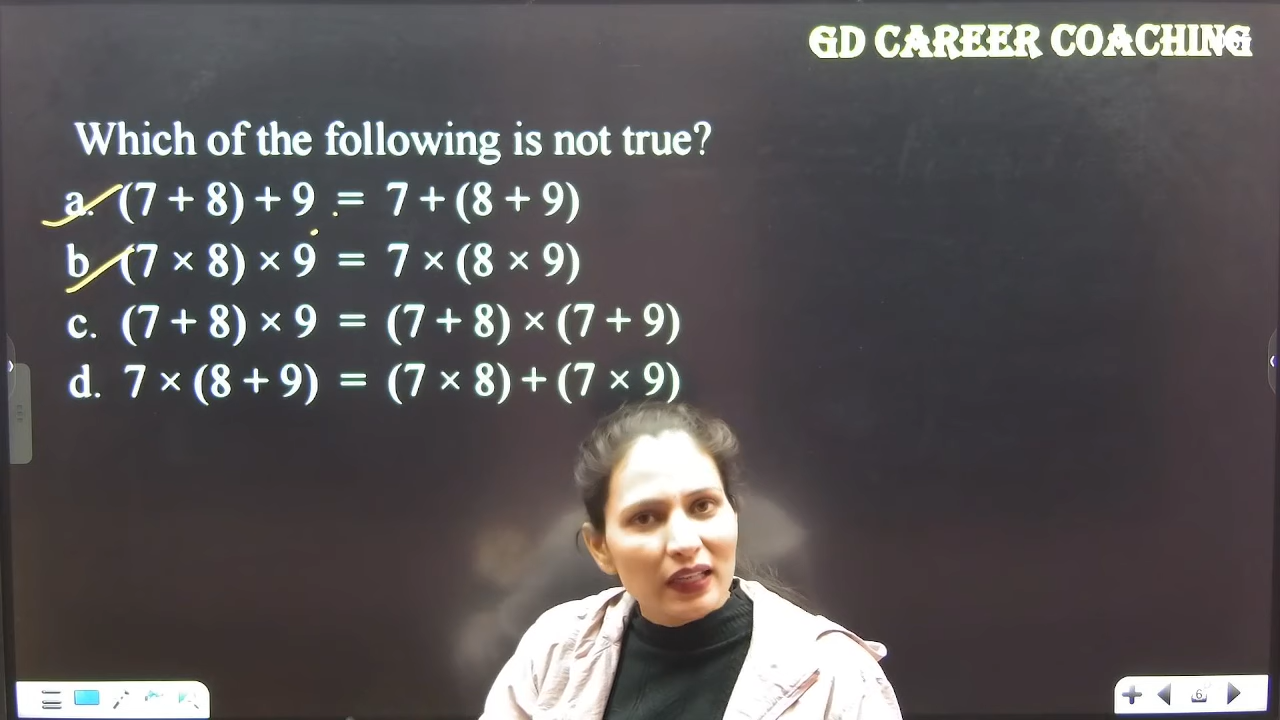 GD CAREER COACHING
Which of the following is not true?
a. (7 + 8) + 9 = 7 + (8 + 9)
b (7 × 8) × 9 = 7 × (8 × 9)
c. (7 + 8) × 9 = (7 + 8) × (7 + 9)
d. 7 × (8 + 9) = (7 × 8) + (7 × 9)
6